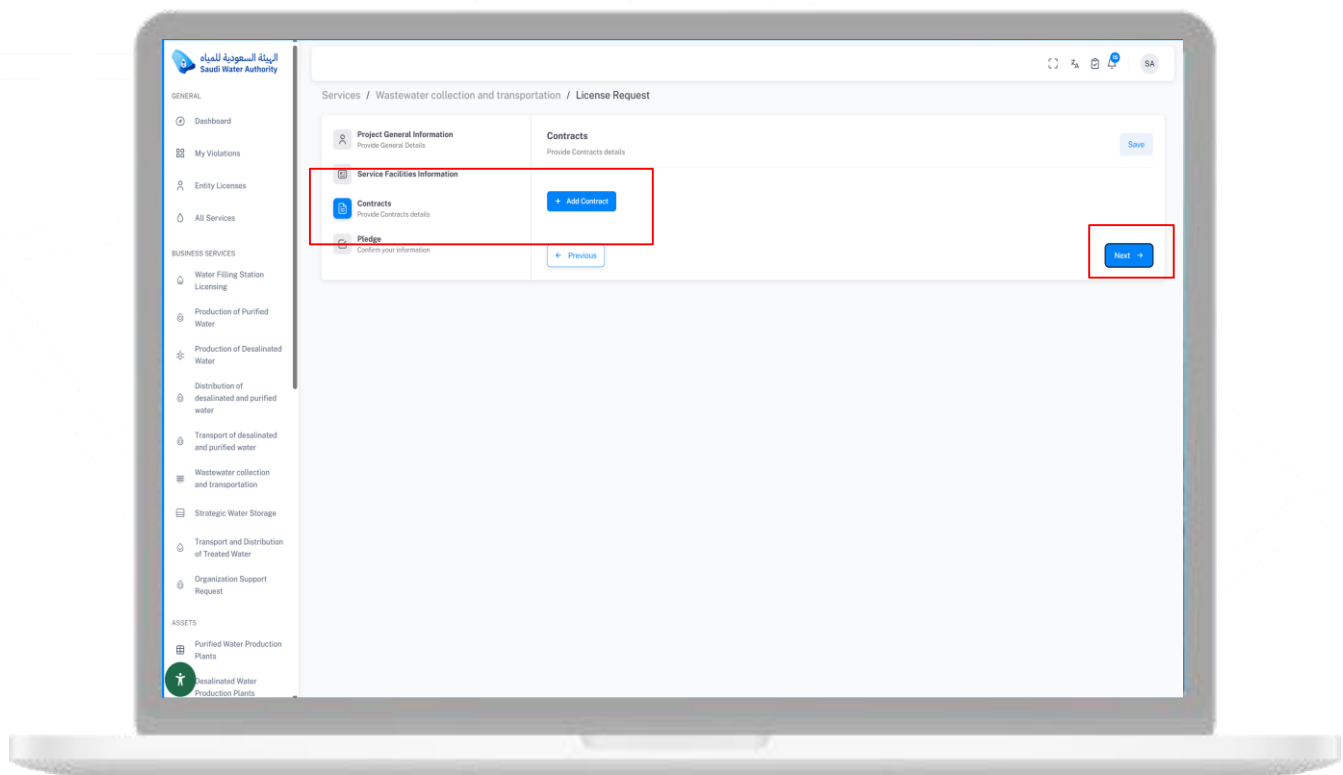 الهيئة السعودية للمياه
Saudi Water Authority
GENERAL
Dashboard
My Violations
Entity Licenses
All Services
BUSINESS SERVICES
Water Filling Station
Licensing
Production of Purified
Water
Production of Desalinated
Water
Distribution of
desalinated and purified
water
Transport of desalinated
and purified water
Wastewater collection
and transportation
Strategic Water Storage
Transport and Distribution
of Treated Water
Organization Support
Request
ASSETS
Purified Water Production
Plants
Desalinated Water
Production Plants
SA
Services / Wastewater collection and transportation / License Request
Project General Information
Provide General Details
Service Facilities Information
Contracts
Provide Contracts details
Pledge
Confirm your information
Contracts
Provide Contracts details
Save
+ Add Contract
← Previous
Next →